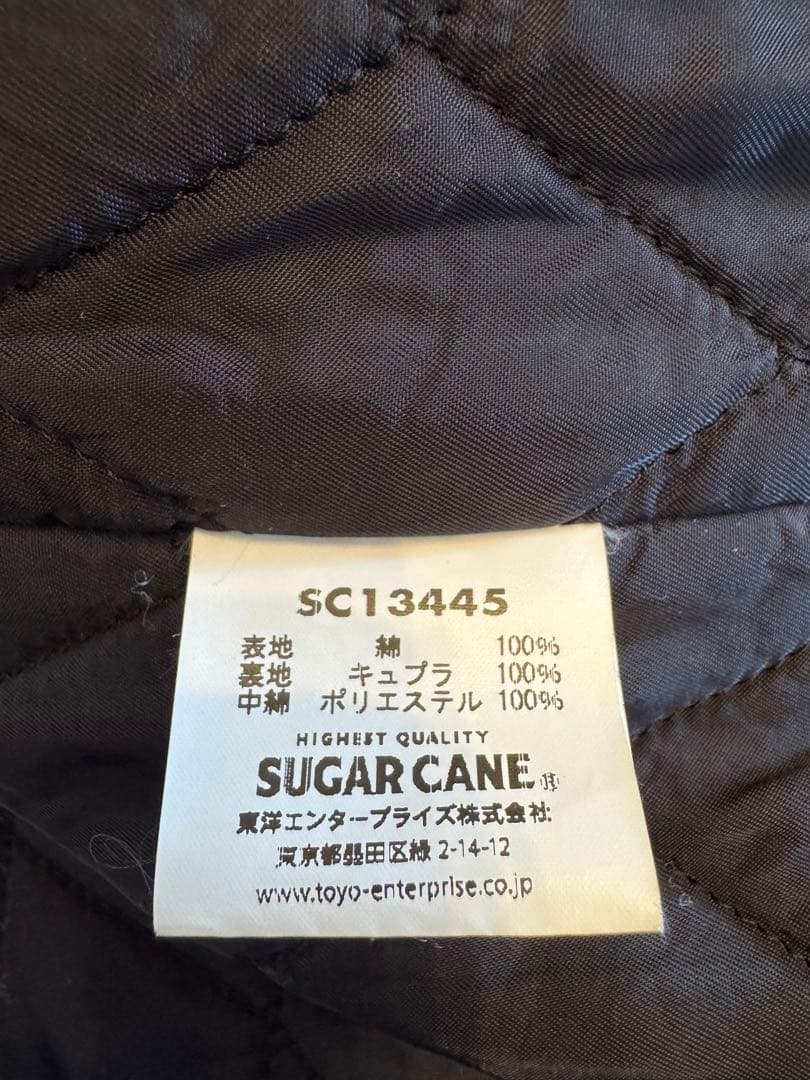 SC13445
表地 綿 100%
裏地 キュプラ 100%
中綿 ポリエステル 100%
HIGHEST QUALITY
SUGAR CANE®
東洋エンタープライズ株式会社
東京都墨田区緑 2-14-12
www.toyo-enterprise.co.jp